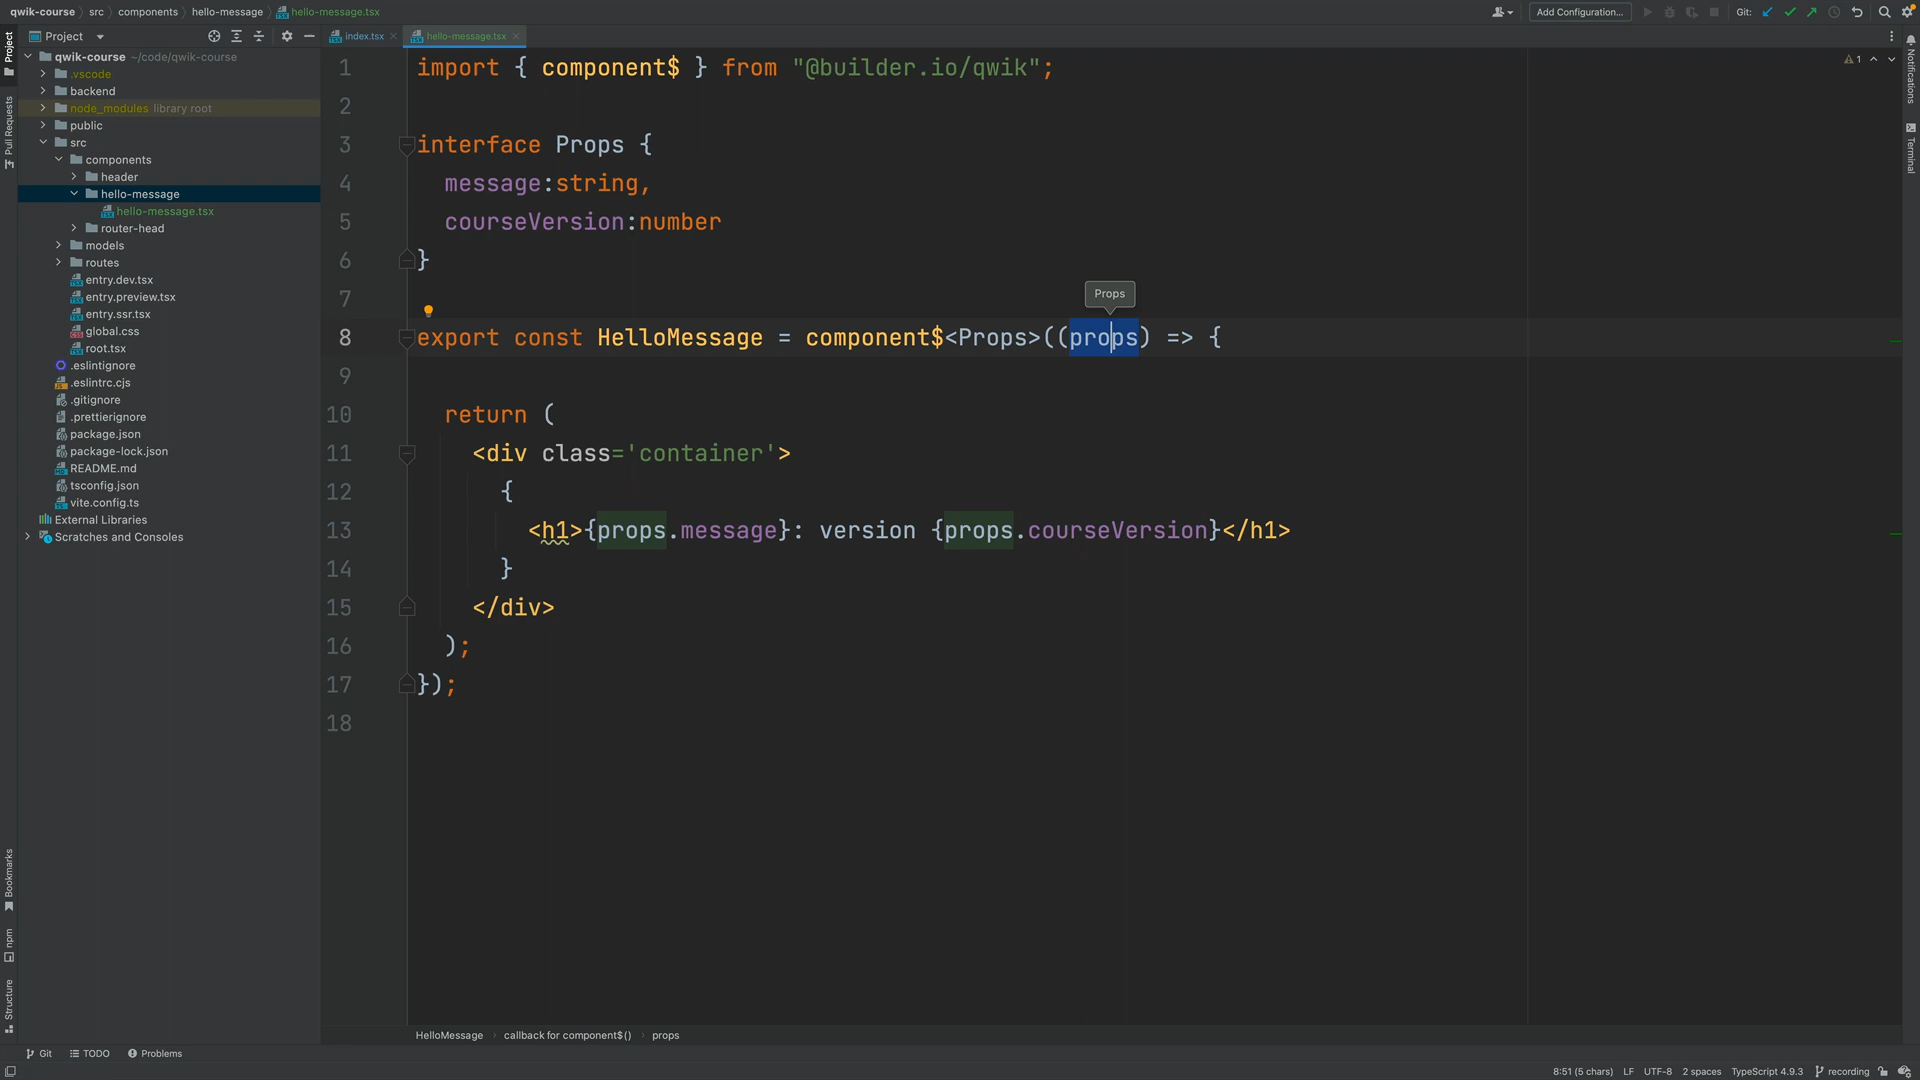 qwik-course src components hello-message hello-message.tsx
Add Configuration...
Git:
Project
index.tsx
hello-message.tsx
Project
Pull Requests
Bookmarks
npm
Structure
Notifications
Terminal
qwik-course ~/code/qwik-course
.vscode
backend
node_modules library root
public
src
components
header
hello-message
hello-message.tsx
router-head
models
routes
entry.dev.tsx
entry.preview.tsx
entry.ssr.tsx
global.css
root.tsx
.eslintignore
.eslintrc.cjs
.gitignore
.prettierignore
package.json
package-lock.json
README.md
tsconfig.json
vite.config.ts
External Libraries
Scratches and Consoles
1 import { component$ } from "@builder.io/qwik";
2
3 interface Props {
4 message:string,
5 courseVersion:number
6 }
7
Props
8 export const HelloMessage = component$<Props>((props) => {
9
10 return (
11 <div class='container'>
12 {
13 <h1>{props.message}: version {props.courseVersion}</h1>
14 }
15 </div>
16 );
17 });
18
1
HelloMessage callback for component$() props
Git TODO Problems
8:51 (5 chars) LF UTF-8 2 spaces TypeScript 4.9.3 recording